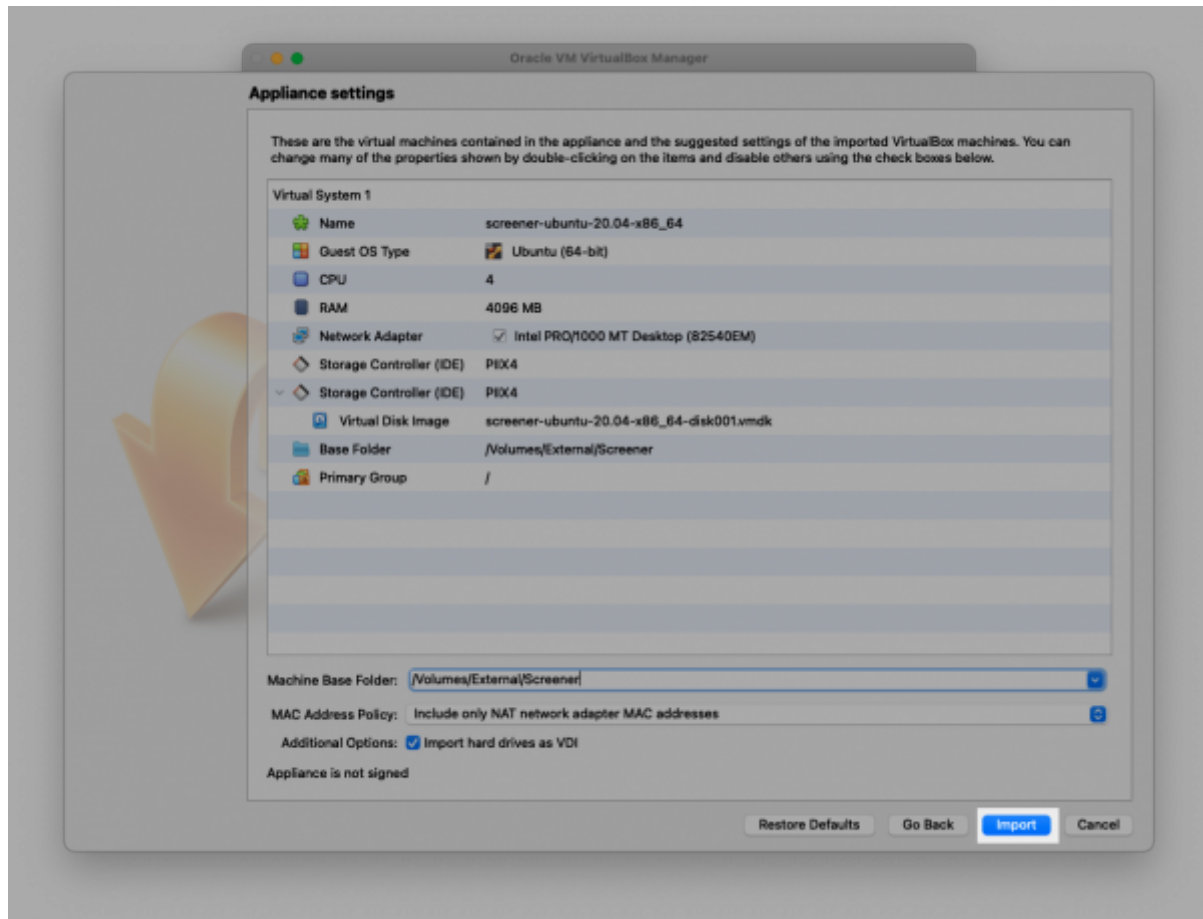 Oracle VM VirtualBox Manager
Appliance settings
These are the virtual machines contained in the appliance and the suggested settings of the imported VirtualBox machines. You can
change many of the properties shown by double-clicking on the items and disable others using the check boxes below.
Virtual System 1
Name screener-ubuntu-20.04-x86_64
Guest OS Type Ubuntu (64-bit)
CPU 4
RAM 4096 MB
Network Adapter Intel PRO/1000 MT Desktop (82540EM)
Storage Controller (IDE) PIIX4
Storage Controller (IDE) PIIX4
Virtual Disk Image screener-ubuntu-20.04-x86_64-disk001.vmdk
Base Folder /Volumes/External/Screener
Primary Group /
Machine Base Folder: /Volumes/External/Screener
MAC Address Policy: Include only NAT network adapter MAC addresses
Additional Options: Import hard drives as VDI
Appliance is not signed
Restore Defaults Go Back Import Cancel